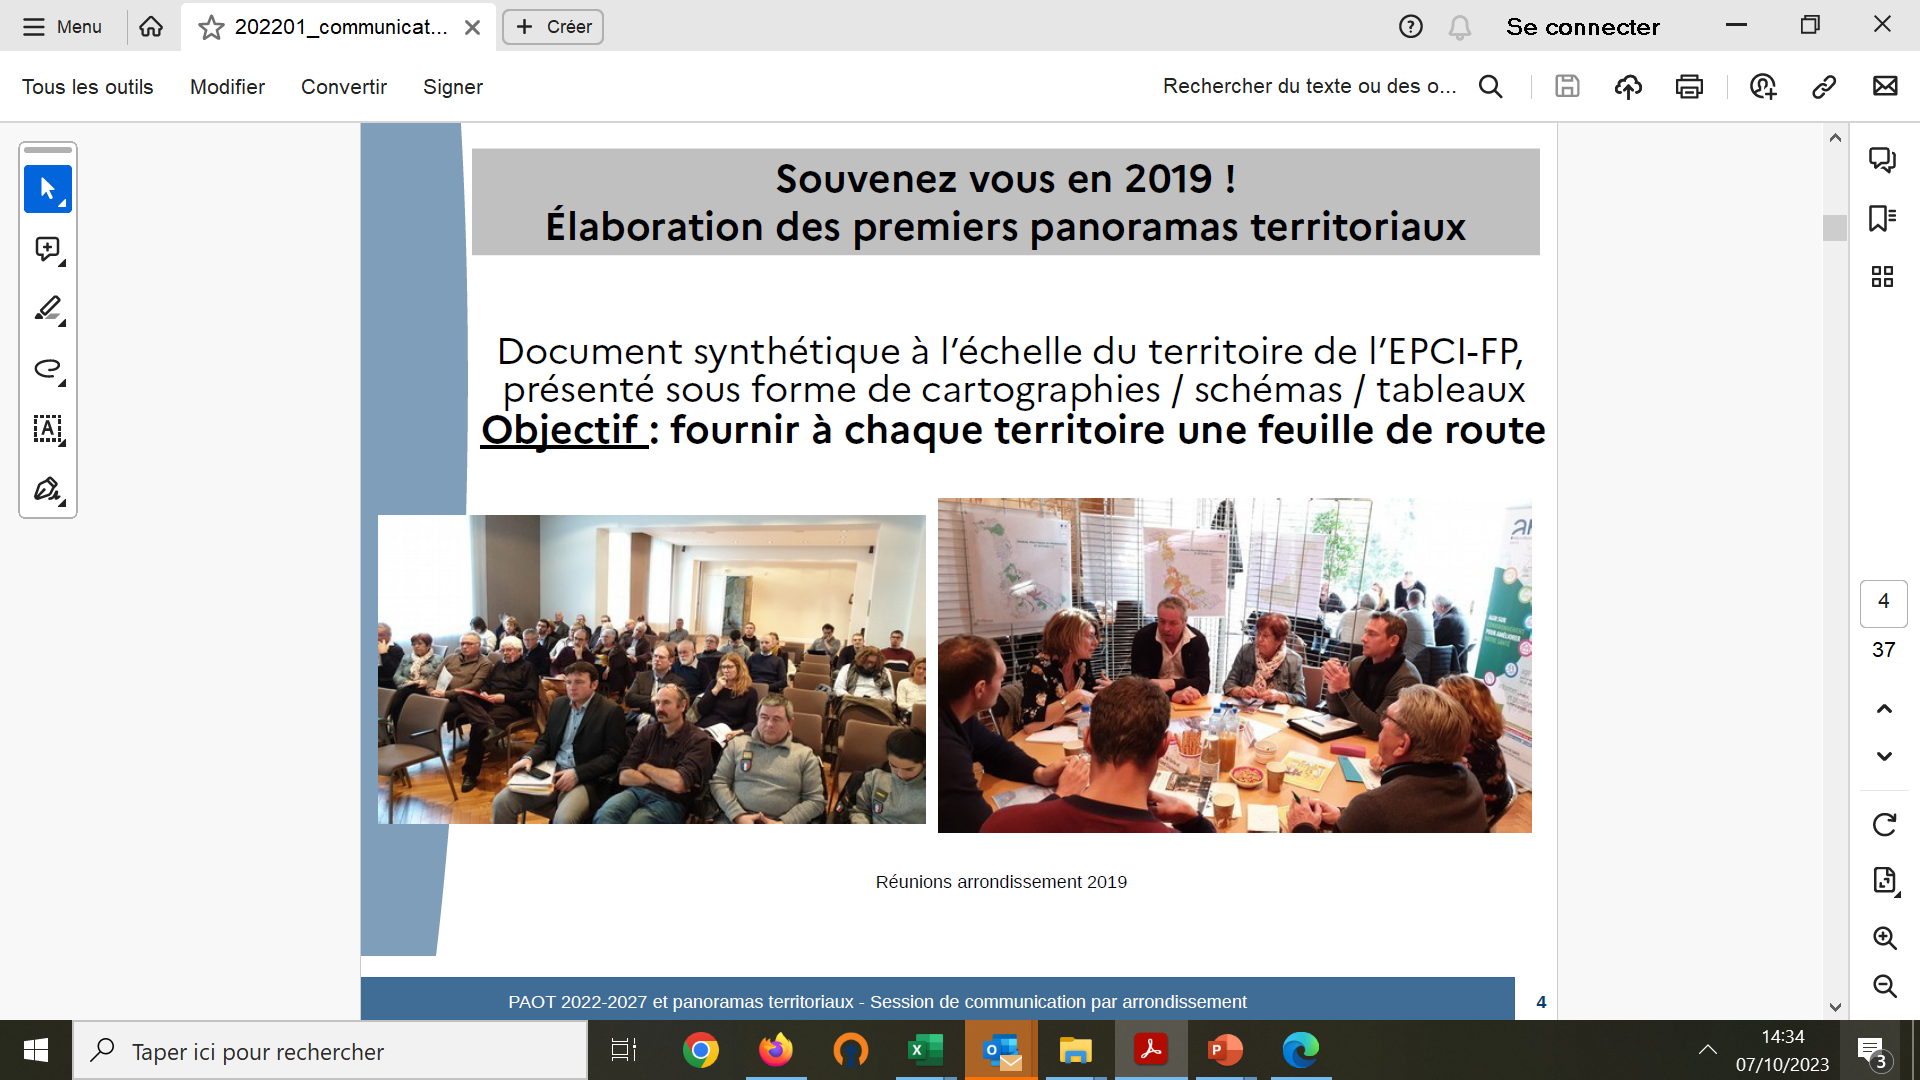 Menu
202201_communicat...
Créer
Se connecter
Tous les outils
Modifier
Convertir
Signer
Rechercher du texte ou des o...
Souvenez vous en 2019 !
Élaboration des premiers panoramas territoriaux
Document synthétique à l’échelle du territoire de l’EPCI-FP,
présenté sous forme de cartographies / schémas / tableaux
Objectif : fournir à chaque territoire une feuille de route
Réunions arrondissement 2019
PAOT 2022-2027 et panoramas territoriaux - Session de communication par arrondissement
4
4
37
Taper ici pour rechercher
14:34
07/10/2023
3